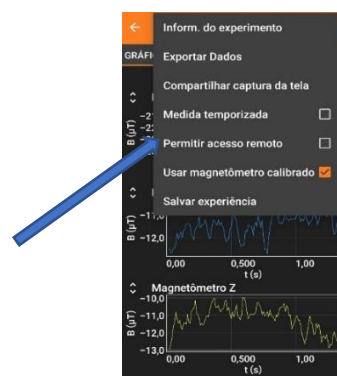 Inform. do experimento
GRÁFI
Exportar Dados
Compartilhar captura da tela
Medida temporizada
B (µT)
Permitir acesso remoto
Usar magnetômetro calibrado
Salvar experiência
B (µT)
-11,0
-12,0
0,00 0,500 1,00
t (s)
Magnetômetro Z
B (µT)
-10,0
-11,0
-12,0
-13,0
0,00 0,500 1,00
t (s)